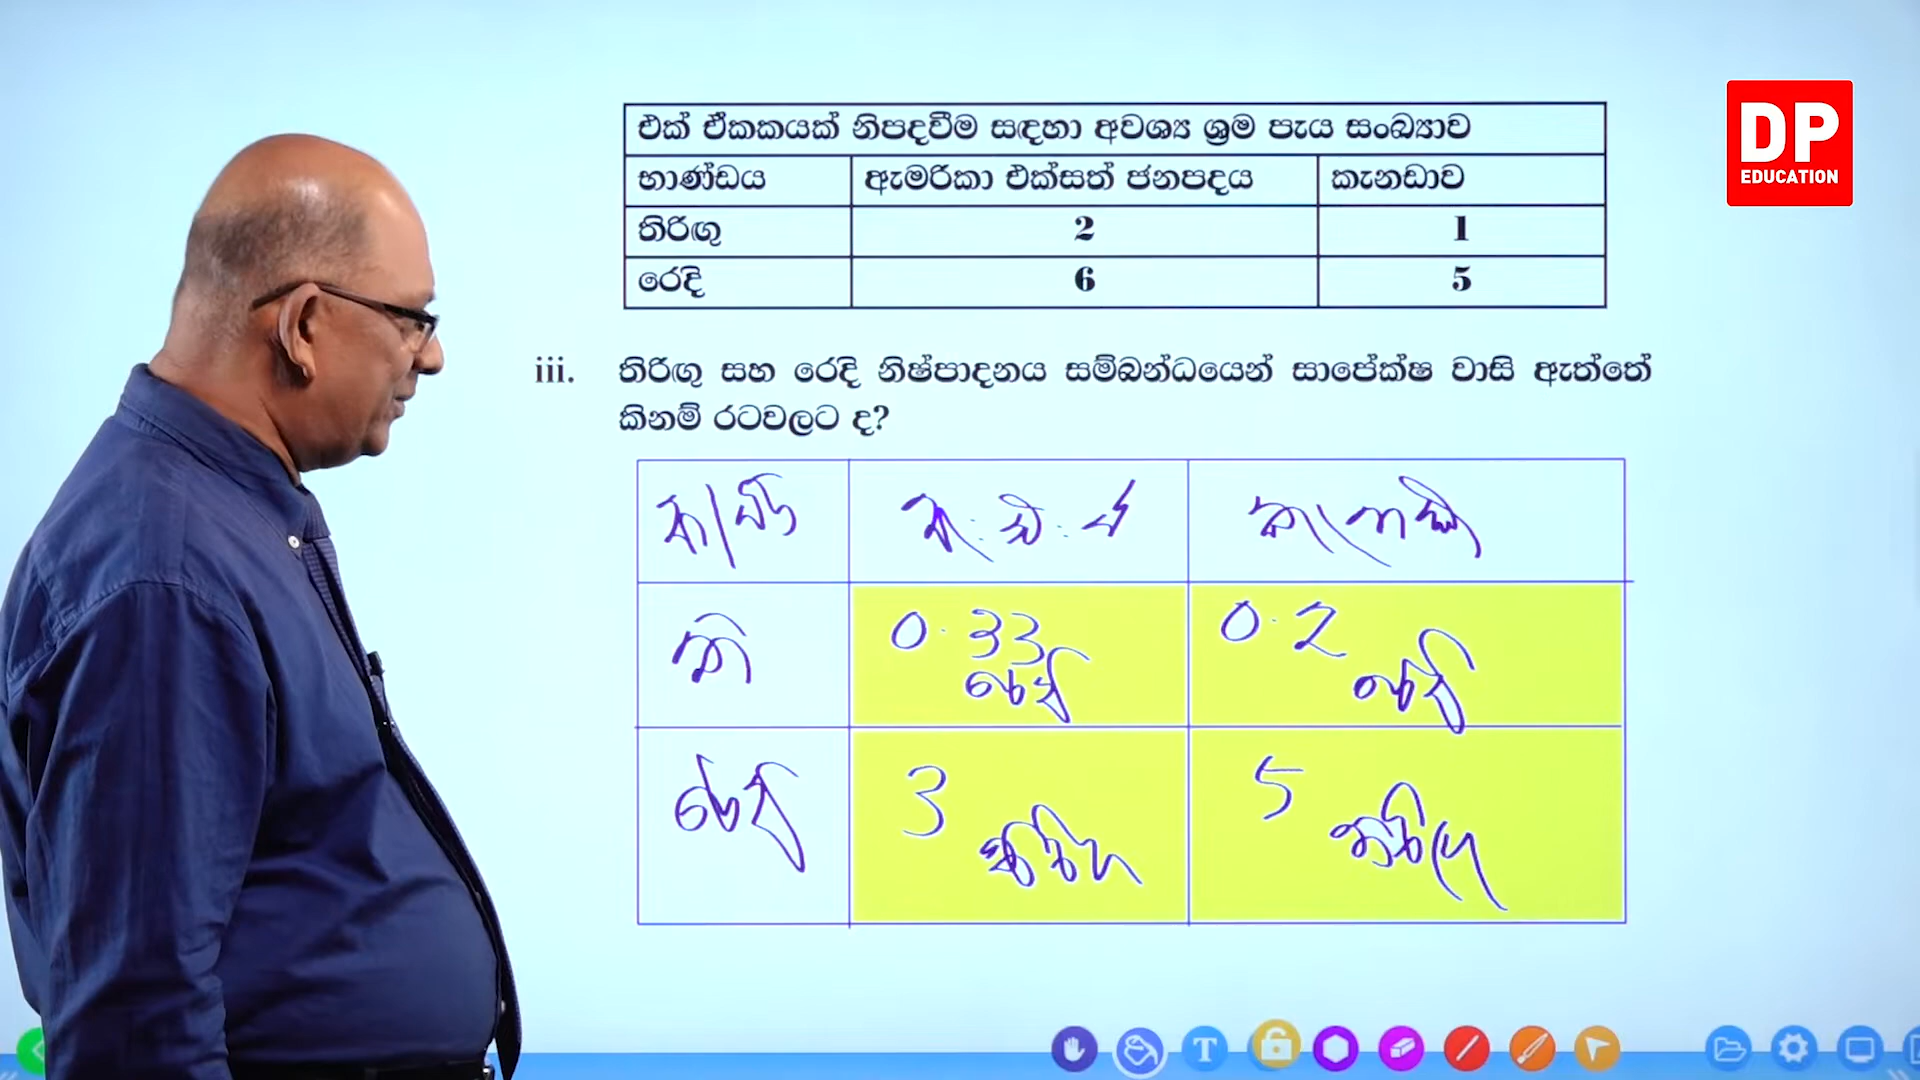 DP
EDUCATION
එක් ඒකකයක් නිපදවීම සඳහා අවශ්‍ය ශ්‍රම පැය සංඛ්‍යාව
භාණ්ඩය ඇමරිකා එක්සත් ජනපදය කැනඩාව
තිරිඟු 2 1
රෙදි 6 5
iii. තිරිඟු සහ රෙදි නිෂ්පාදනය සම්බන්ධයෙන් සාපේක්ෂ වාසි ඇත්තේ
කිනම් රටවලට ද?
කැනඩා
ති 0.33 0.2
රෙදි රෙදි
රෙදි 3 5
තිරිඟු තිරිඟු
T